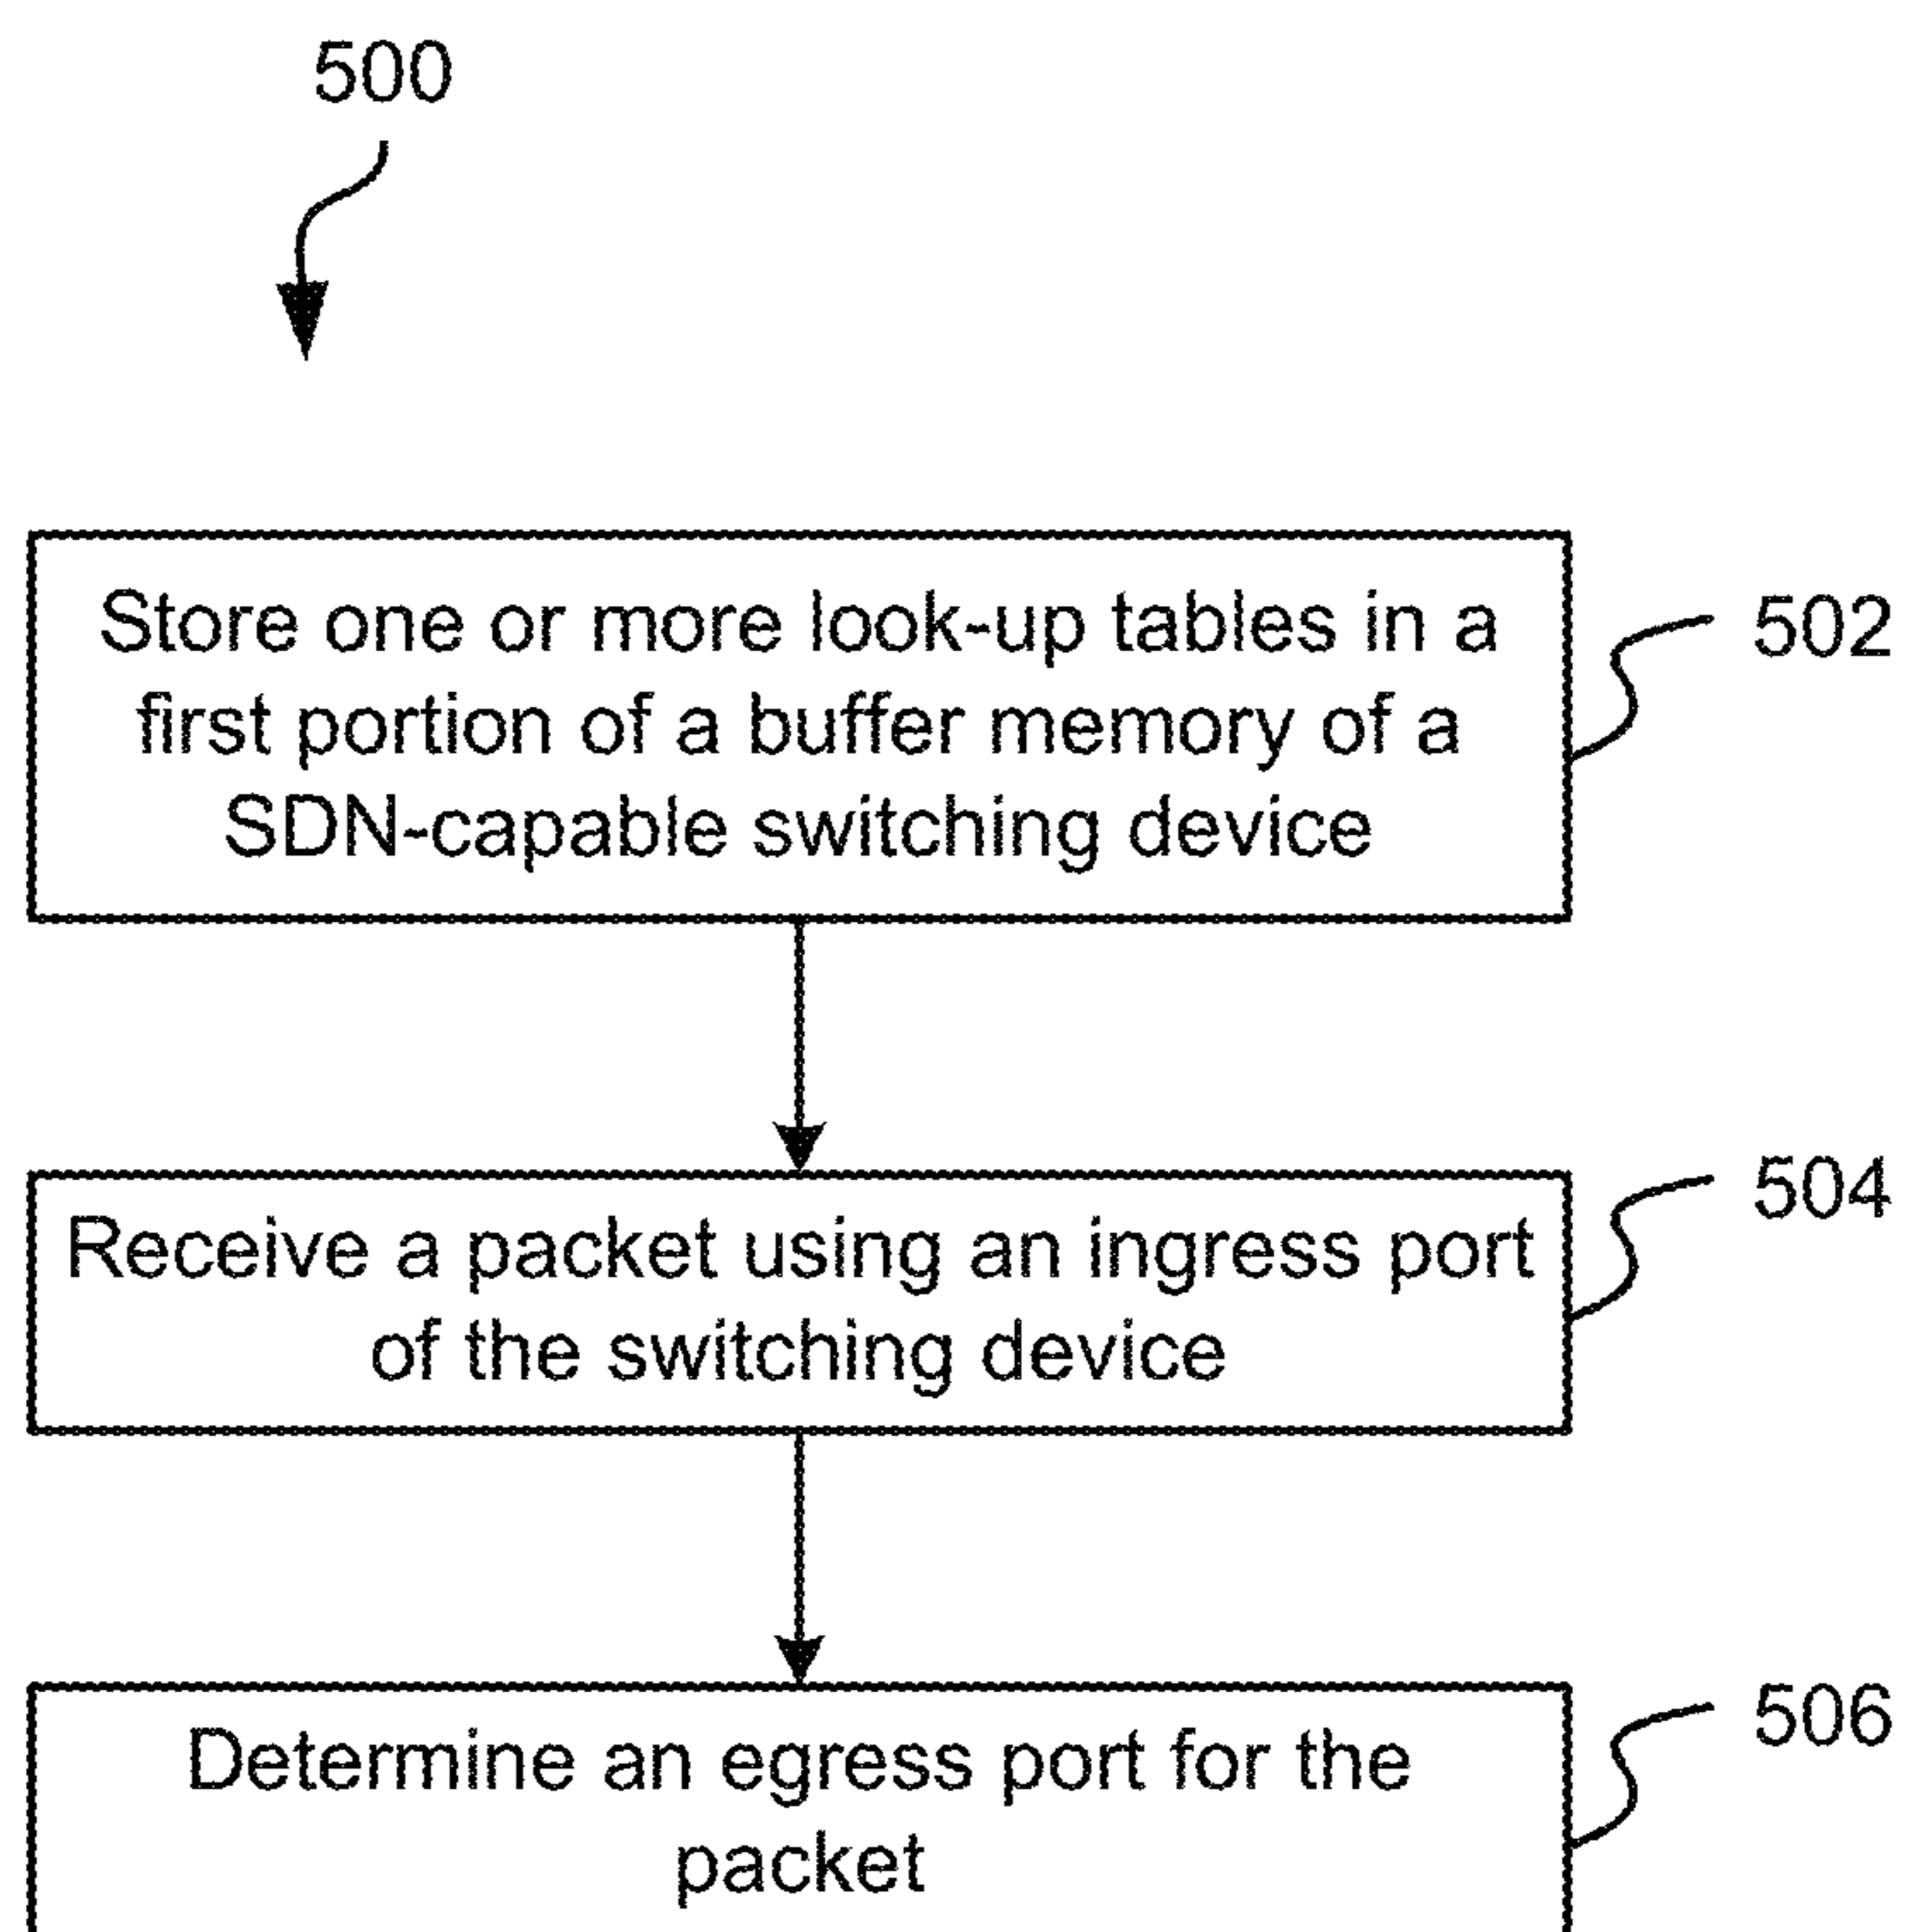 500
Store one or more look-up tables in a
first portion of a buffer memory of a
SDN-capable switching device
502
Receive a packet using an ingress port
of the switching device
504
Determine an egress port for the
packet
506